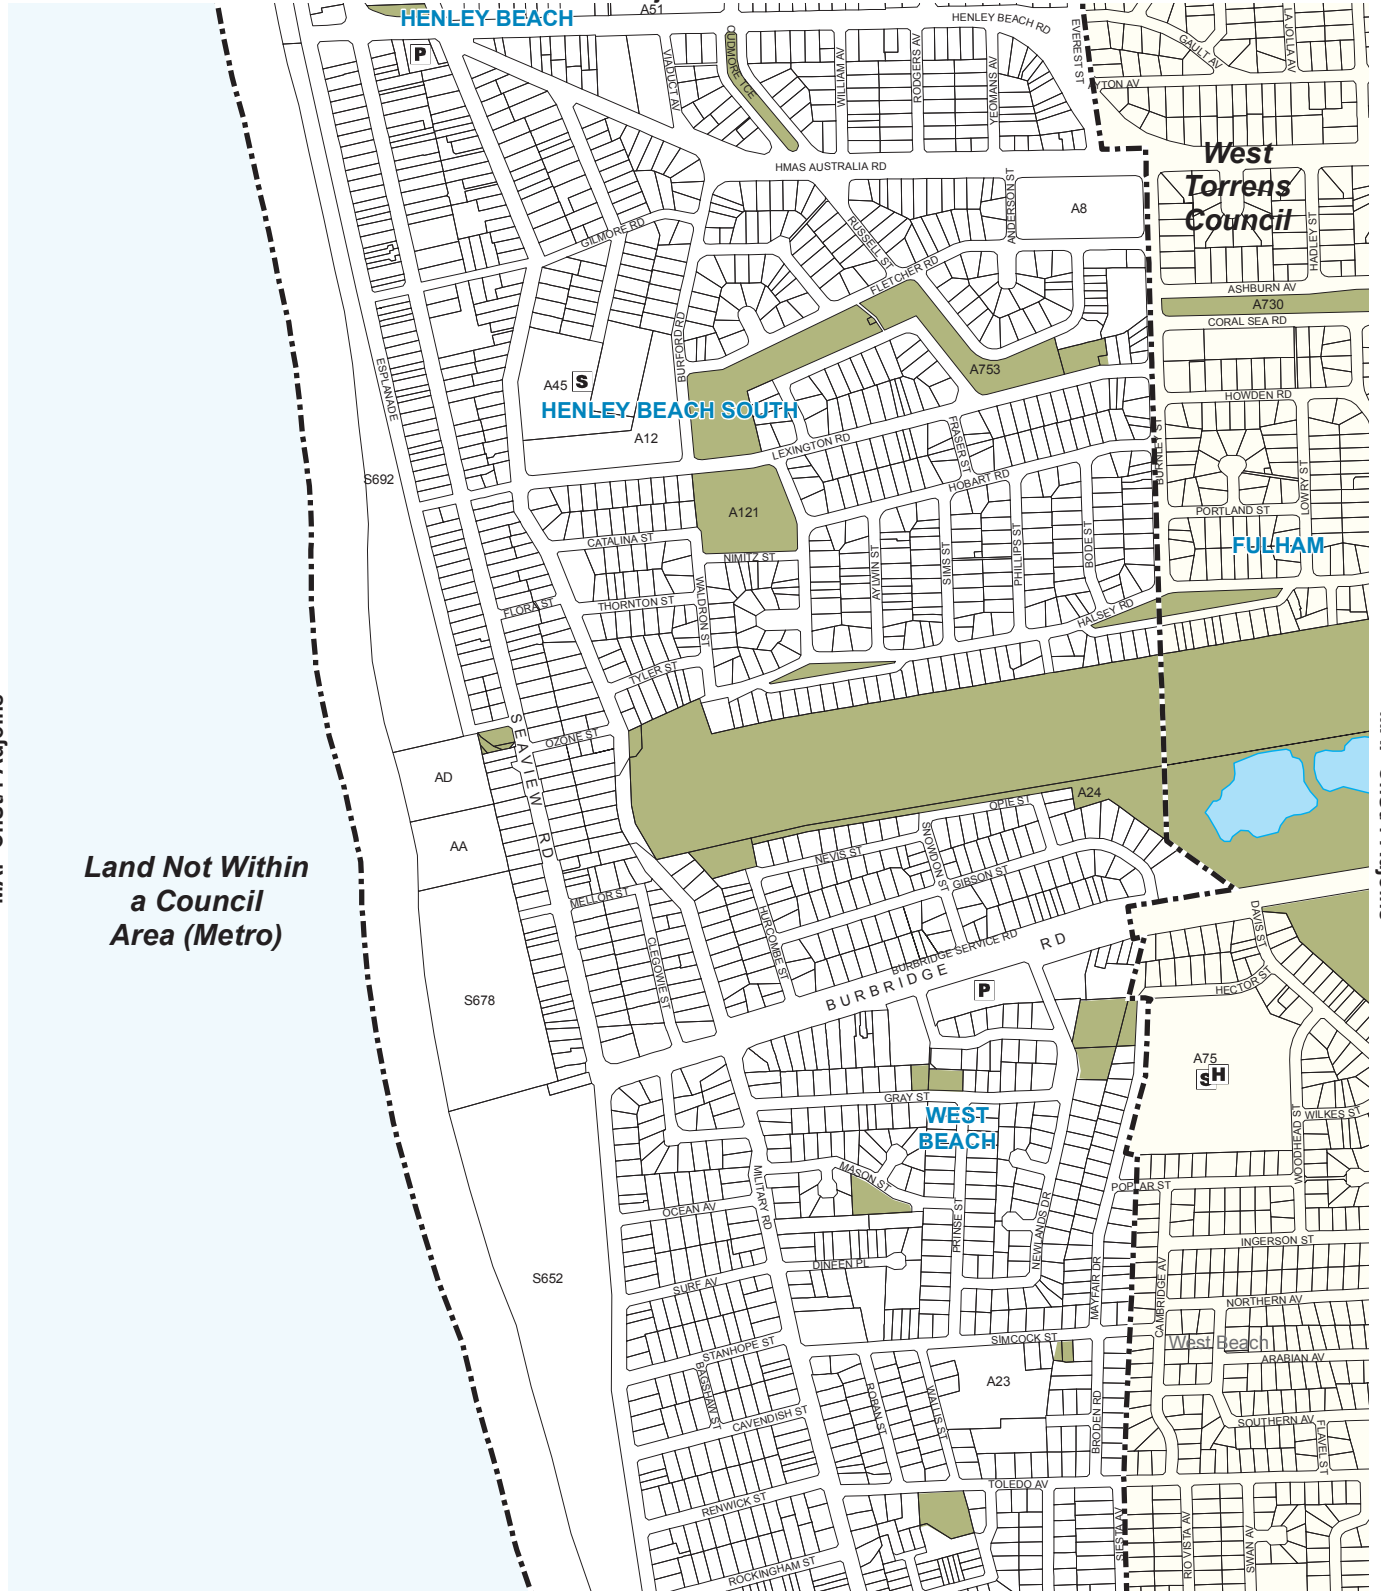 A51
HENLEY BEACH
P
HENLEY BEACH RD
EVEREST ST
GAULT AV
LA JOLLA AV
CUDMORE TCE
VIADUCT AV
WILLIAM AV
RODGERS AV
YEOMANS AV
AYTON AV
West
Torrens
Council
HMAS AUSTRALIA RD
ANDERSON ST
A8
HADLEY ST
GILMORE RD
RUSSELL ST
FLETCHER RD
ASHBURN AV
A730
CORAL SEA RD
BURFORD RD
ESPLANADE
A45
S
A753
HENLEY BEACH SOUTH
HOWDEN RD
A12
LEXINGTON RD
FRASER ST
BURNLEY ST
S692
HOBART RD
LOWRY ST
A121
PORTLAND ST
CATALINA ST
NIMITZ ST
FULHAM
AYLWIN ST
SIMS ST
PHILLIPS ST
BODE ST
FLORA ST
THORNTON ST
WALDRON ST
HALSEY RD
TYLER ST
SEAVIEW RD
OZONE ST
AD
A24
OPIE ST
AA
SNOWDON ST
NEVIS ST
GIBSON ST
Land Not Within
a Council
Area (Metro)
MELLOR ST
HURCOMBE ST
CLEGOWIE ST
DAVIS ST
BURBRIDGE SERVICE RD
BURBRIDGE RD
HECTOR ST
P
S678
A75
S
H
GRAY ST
WEST
BEACH
WILKES ST
WOODHEAD ST
MASON ST
MILITARY RD
POPLAR ST
OCEAN AV
PRINSE ST
NEWLANDS DR
INGERSON ST
DINEEN PL
MAYFAIR DR
CAMBRIDGE AV
S652
SURF AV
NORTHERN AV
SIMCOCK ST
West Beach
STANHOPE ST
ARABIAN AV
BAGSHAW ST
ROBAN ST
WALLIS ST
A23
BRODEN RD
CAVENDISH ST
SOUTHERN AV
FLAVEL ST
TOLEDO AV
RENWICK ST
SIESTA AV
RIO VISTA AV
SWAN AV
ROCKINGHAM ST